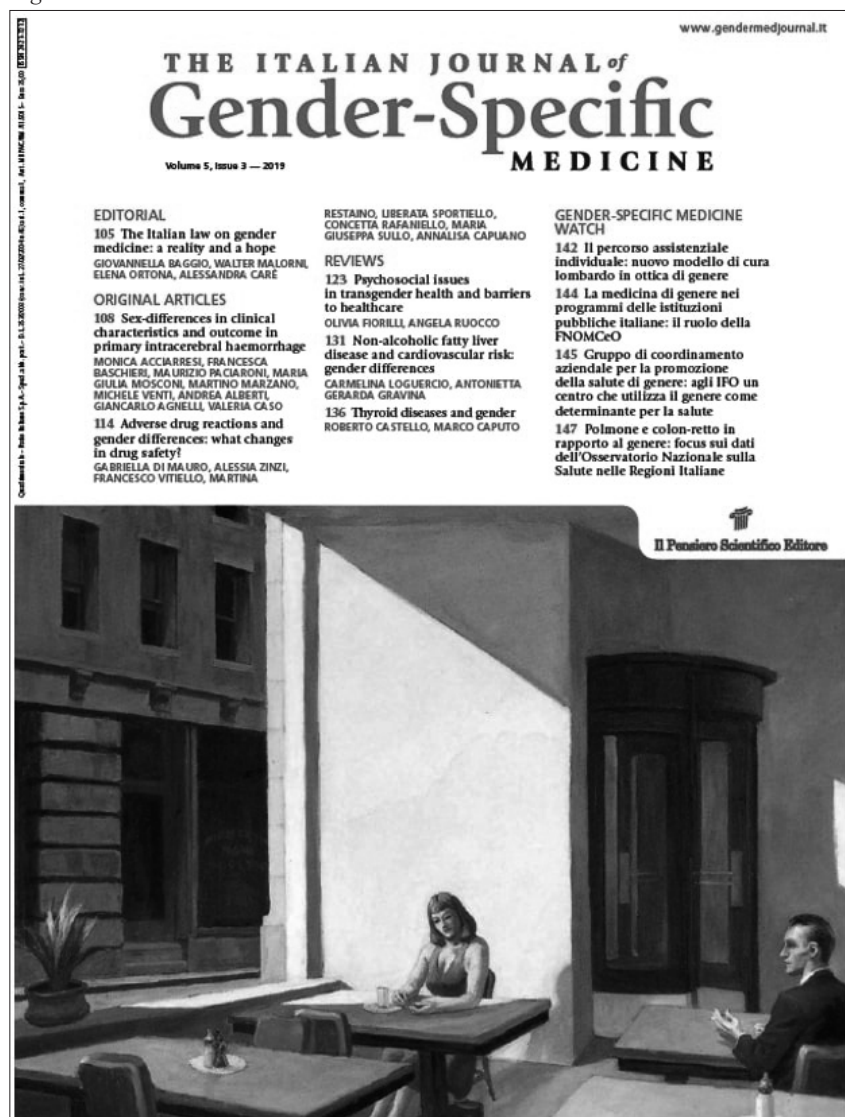 www.gendermedjournal.it
THE ITALIAN JOURNAL of
Gender-Specific
MEDICINE
Volume 5, Issue 3 — 2019
EDITORIAL
105 The Italian law on gender
medicine: a reality and a hope
GIOVANNELLA BAGGIO, WALTER MALORNI,
ELENA ORTONA, ALESSANDRA CARÈ
ORIGINAL ARTICLES
108 Sex-differences in clinical
characteristics and outcome in
primary intracerebral haemorrhage
MONICA ACCIARRESI, FRANCESCA
BASCHIERI, MAURIZIO PACIARONI, MARIA
GIULIA MOSCONI, MARTINO MARZANO,
MICHELE VENTI, ANDREA ALBERTI,
GIANCARLO AGNELLI, VALERIA CASO
114 Adverse drug reactions and
gender differences: what changes
in drug safety?
GABRIELLA DI MAURO, ALESSIA ZINZI,
FRANCESCO VITIELLO, MARTINA
RESTAINO, LIBERATA SPORTIELLO,
CONCETTA RAFANIELLO, MARIA
GIUSEPPA SULLO, ANNALISA CAPUANO
REVIEWS
123 Psychosocial issues
in transgender health and barriers
to healthcare
OLIVIA FIORILLI, ANGELA RUOCCO
131 Non-alcoholic fatty liver
disease and cardiovascular risk:
gender differences
CARMELINA LOGUERCIO, ANTONIETTA
GERARDA GRAVINA
136 Thyroid diseases and gender
ROBERTO CASTELLO, MARCO CAPUTO
GENDER-SPECIFIC MEDICINE
WATCH
142 Il percorso assistenziale
individuale: nuovo modello di cura
lombardo in ottica di genere
144 La medicina di genere nei
programmi delle istituzioni
pubbliche italiane: il ruolo della
FNOMCeO
145 Gruppo di coordinamento
aziendale per la promozione
della salute di genere: agli IFO un
centro che utilizza il genere come
determinante per la salute
147 Polmone e colon-retto in
rapporto al genere: focus sui dati
dell'Osservatorio Nazionale sulla
Salute nelle Regioni Italiane
Il Pensiero Scientifico Editore